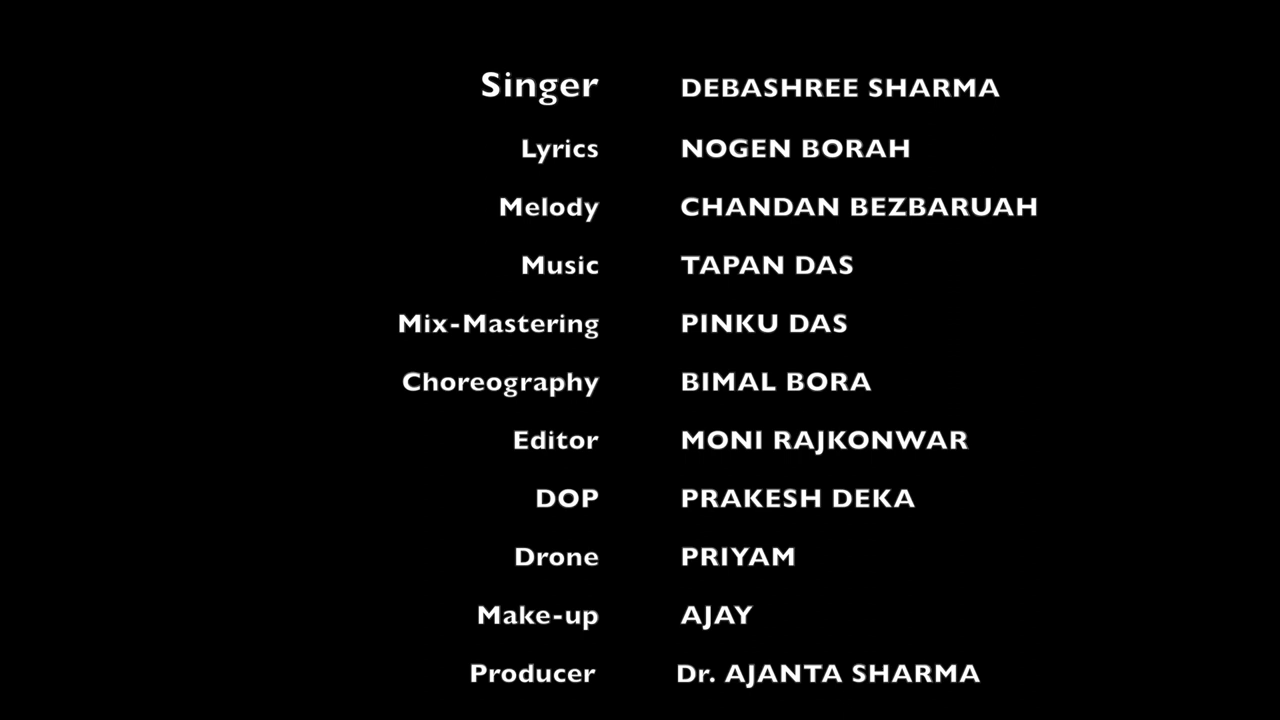 Singer DEBASHREE SHARMA
Lyrics NOGEN BORAH
Melody CHANDAN BEZBARUAH
Music TAPAN DAS
Mix-Mastering PINKU DAS
Choreography BIMAL BORA
Editor MONI RAJKONWAR
DOP PRAKESH DEKA
Drone PRIYAM
Make-up AJAY
Producer Dr. AJANTA SHARMA